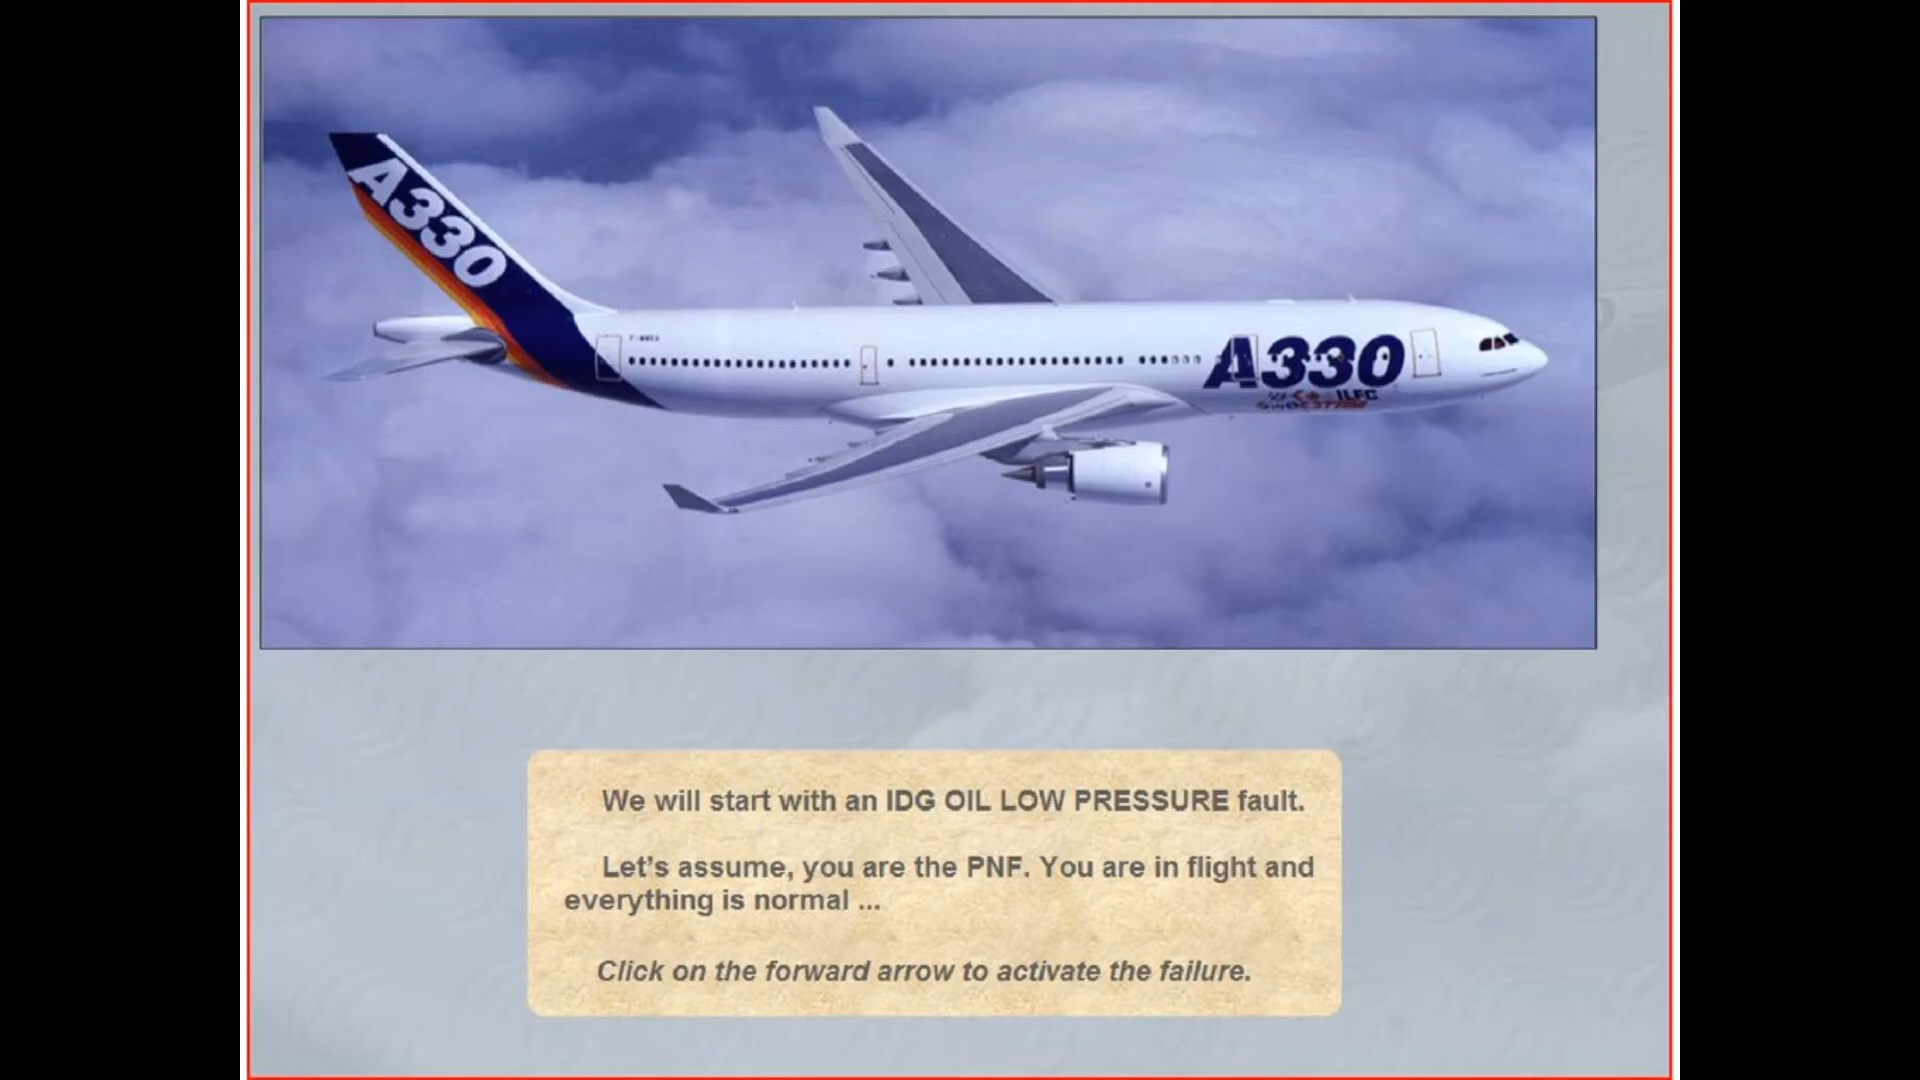 A330
A330
ILFC
We will start with an IDG OIL LOW PRESSURE fault.
Let's assume, you are the PNF. You are in flight and
everything is normal ...
Click on the forward arrow to activate the failure.